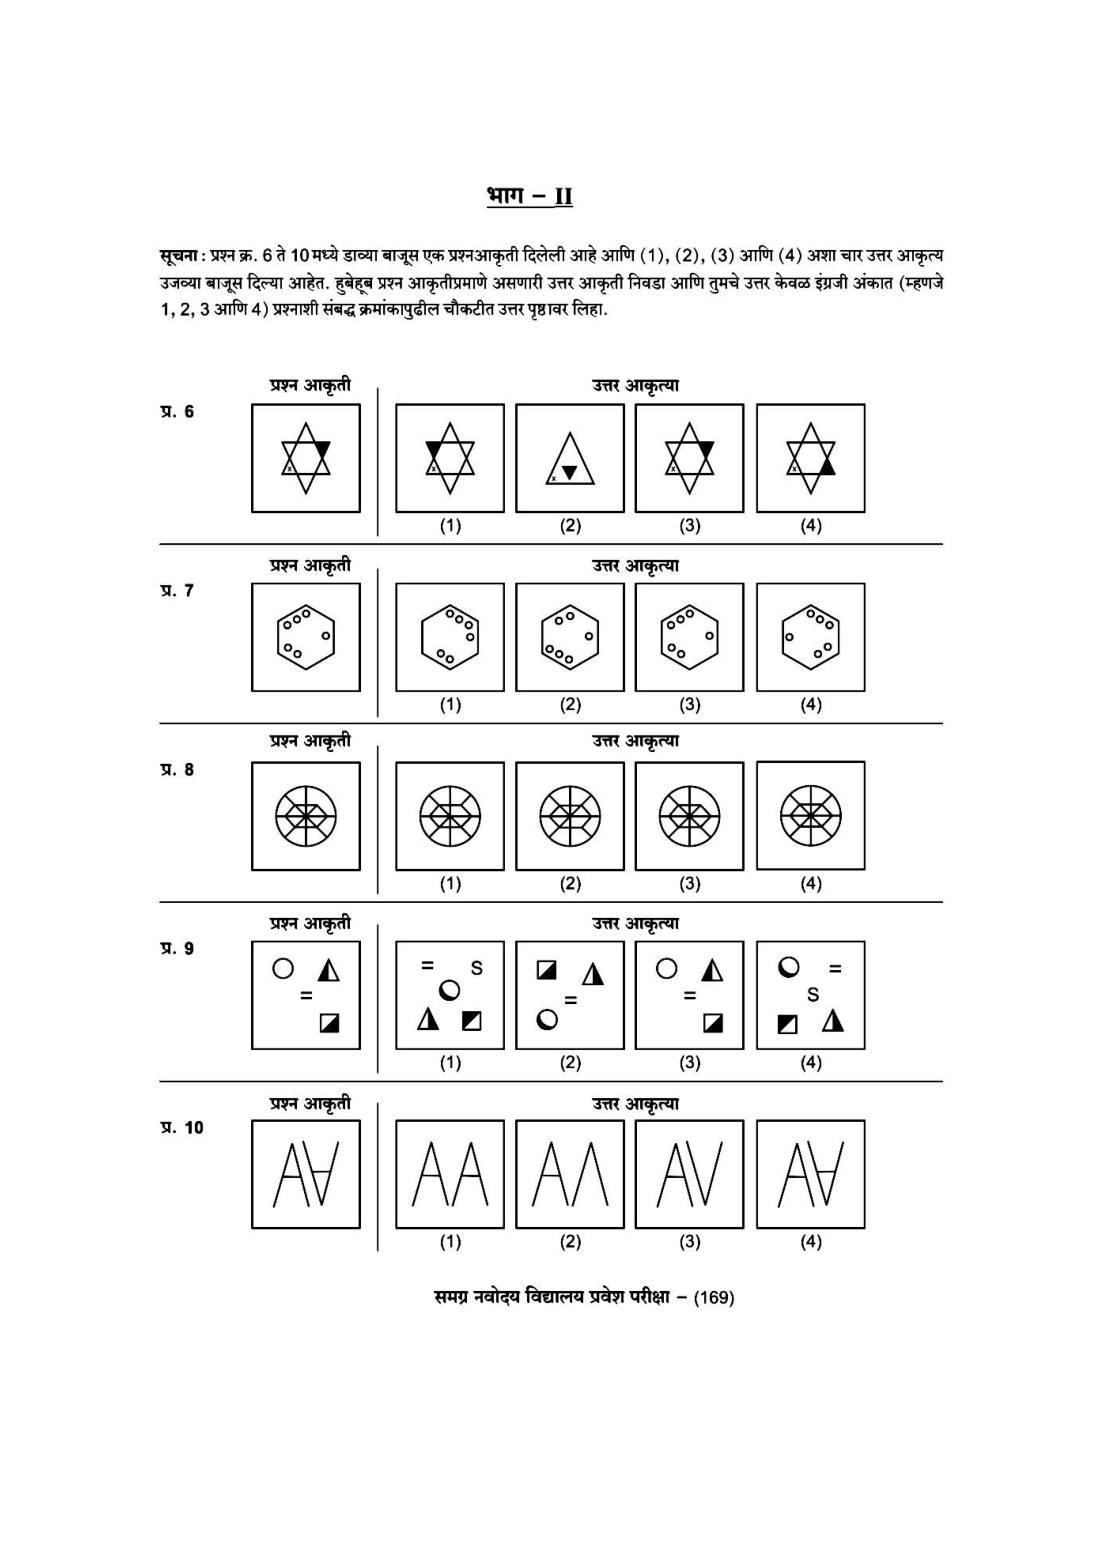 भाग – II
सूचना : प्रश्न क्र. 6 ते 10 मध्ये डाव्या बाजूस एक प्रश्नआकृती दिलेली आहे आणि (1), (2), (3) आणि (4) अशा चार उत्तर आकृत्य
उजव्या बाजूस दिल्या आहेत. हुबेहूब प्रश्न आकृतीप्रमाणे असणारी उत्तर आकृती निवडा आणि तुमचे उत्तर केवळ इंग्रजी अंकात (म्हणजे
1, 2, 3 आणि 4) प्रश्नाशी संबद्ध क्रमांकापुढील चौकटीत उत्तर पृष्ठावर लिहा.
प्रश्न आकृती उत्तर आकृत्या
प्र. 6
x x x x x
(1) (2) (3) (4)
प्रश्न आकृती उत्तर आकृत्या
प्र. 7
(1) (2) (3) (4)
प्रश्न आकृती उत्तर आकृत्या
प्र. 8
(1) (2) (3) (4)
प्रश्न आकृती उत्तर आकृत्या
प्र. 9
= = S = = = S
(1) (2) (3) (4)
प्रश्न आकृती उत्तर आकृत्या
प्र. 10
(1) (2) (3) (4)
समग्र नवोदय विद्यालय प्रवेश परीक्षा – (169)